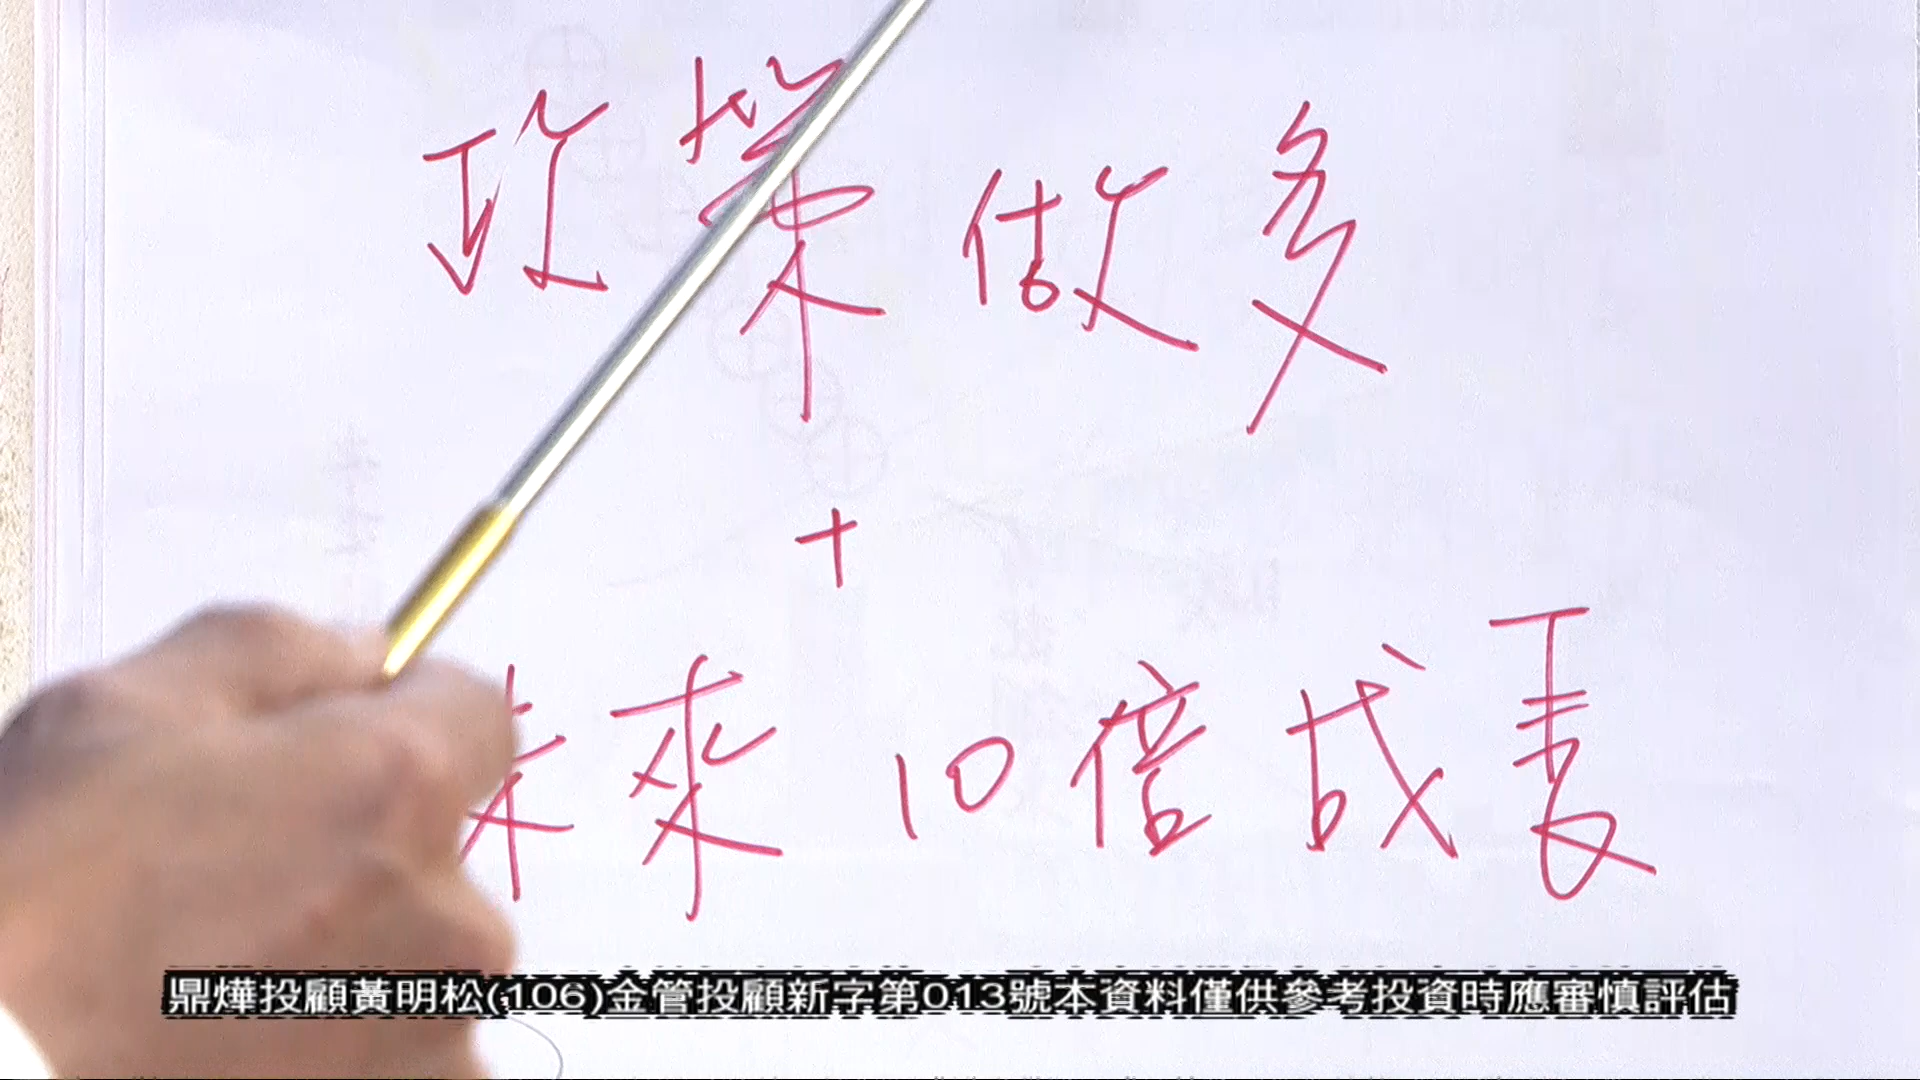 政策做多
+
未來 10倍成長
鼎燁投顧黃明松(106)金管投顧新字第013號本資料僅供參考投資時應審慎評估